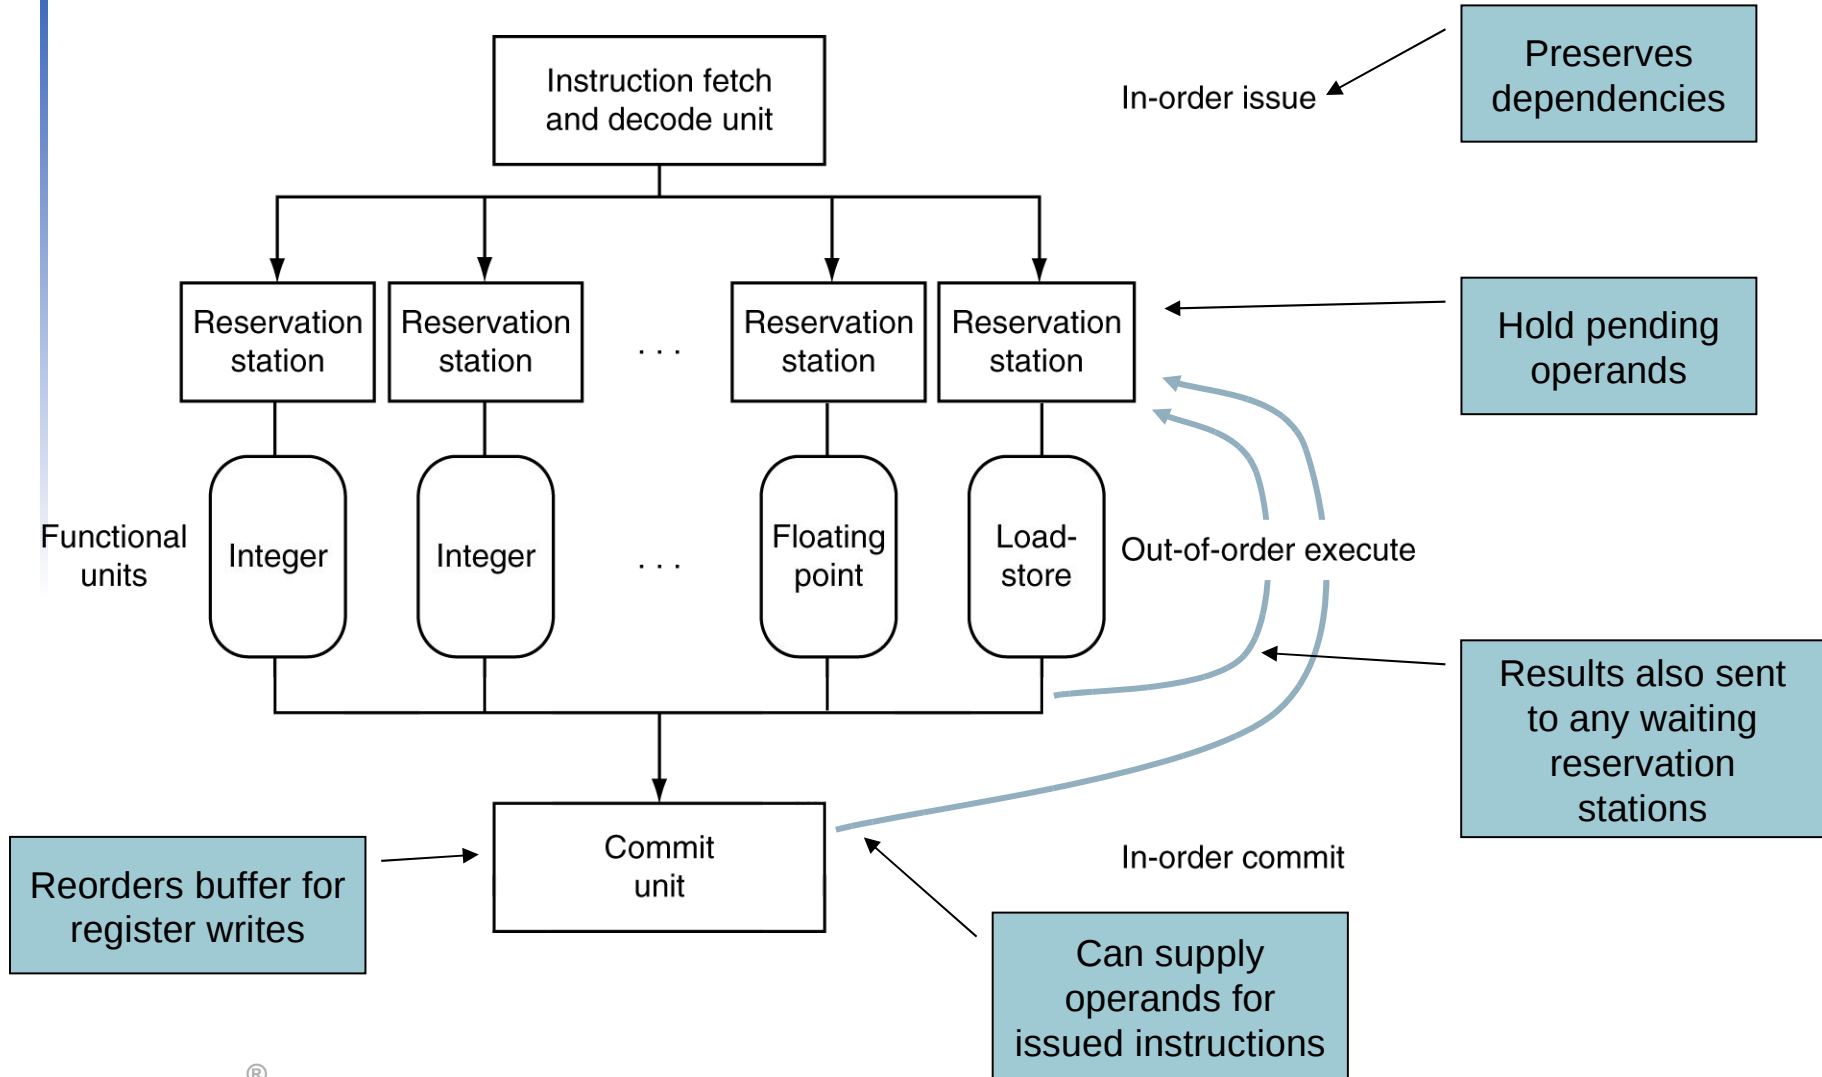 Preserves
dependencies
Instruction fetch
and decode unit
In-order issue
Hold pending
operands
Reservation
station
Reservation
station
. . .
Reservation
station
Reservation
station
Functional
units
Integer
Integer
. . .
Floating
point
Load-
store
Out-of-order execute
Results also sent
to any waiting
reservation
stations
Commit
unit
In-order commit
Reorders buffer for
register writes
Can supply
operands for
issued instructions
®